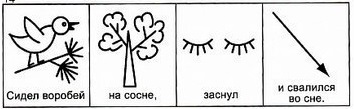 Сидел воробей
на сосне,
заснул
и свалился
во сне.